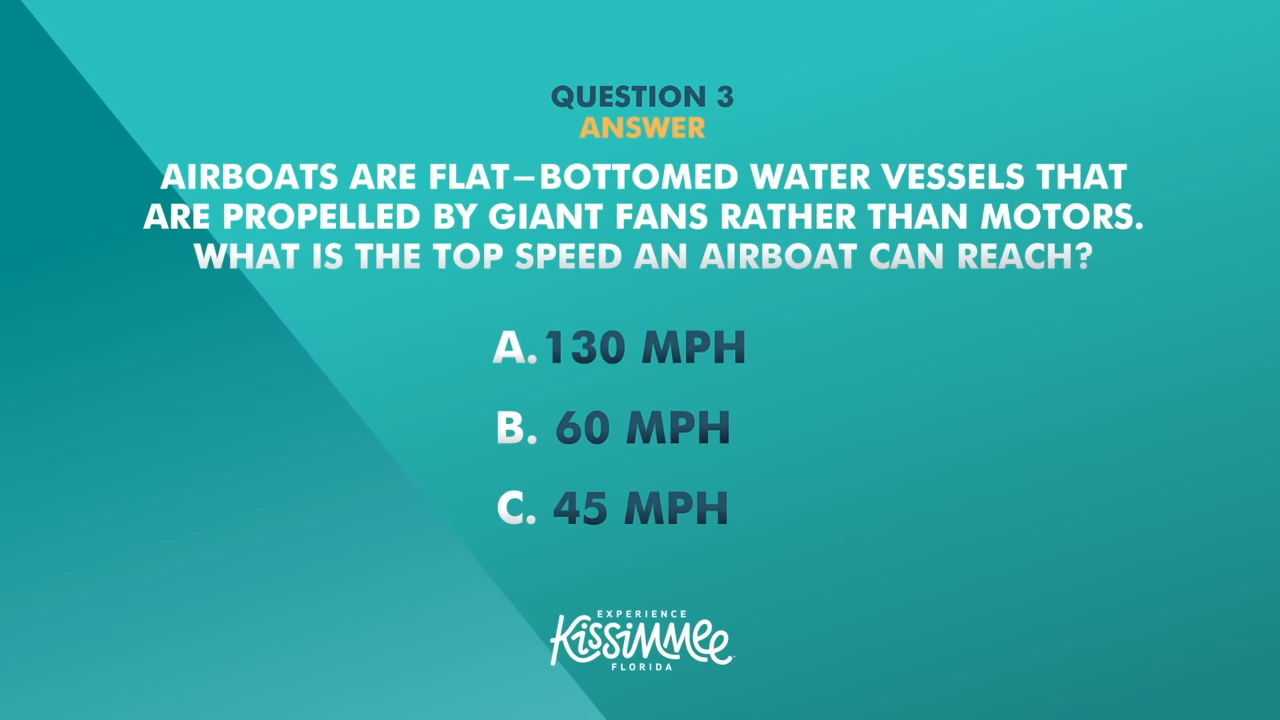 QUESTION 3
ANSWER
AIRBOATS ARE FLAT–BOTTOMED WATER VESSELS THAT
ARE PROPELLED BY GIANT FANS RATHER THAN MOTORS.
WHAT IS THE TOP SPEED AN AIRBOAT CAN REACH?
A. 130 MPH
B. 60 MPH
C. 45 MPH
EXPERIENCE
Kissimmee
FLORIDA